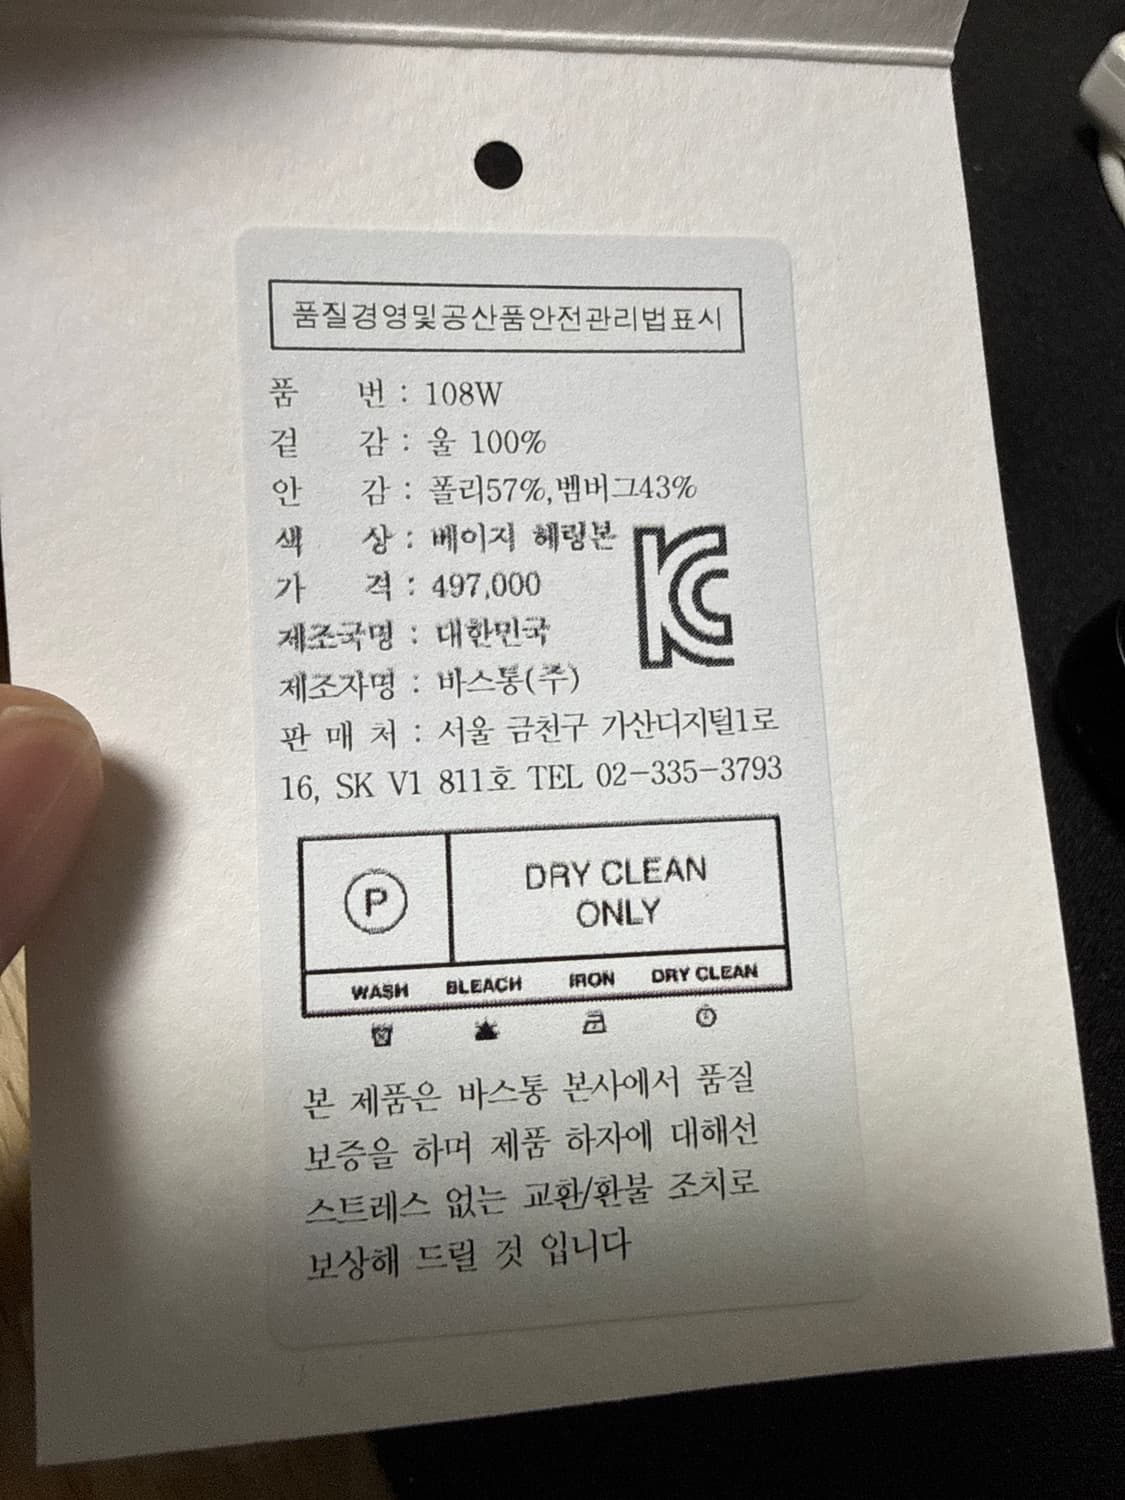 품질경영및공산품안전관리법표시
품 번 : 108W
겉 감 : 울 100%
안 감 : 폴리57%,벰버그43%
색 상 : 베이지 헤링본
가 격 : 497,000
제조국명 : 대한민국
제조자명 : 바스통(주)
판 매 처 : 서울 금천구 가산디지털1로
16, SK V1 811호 TEL 02-335-3793
KC
P
DRY CLEAN
ONLY
WASH BLEACH IRON DRY CLEAN
본 제품은 바스통 본사에서 품질
보증을 하며 제품 하자에 대해선
스트레스 없는 교환/환불 조치로
보상해 드릴 것 입니다